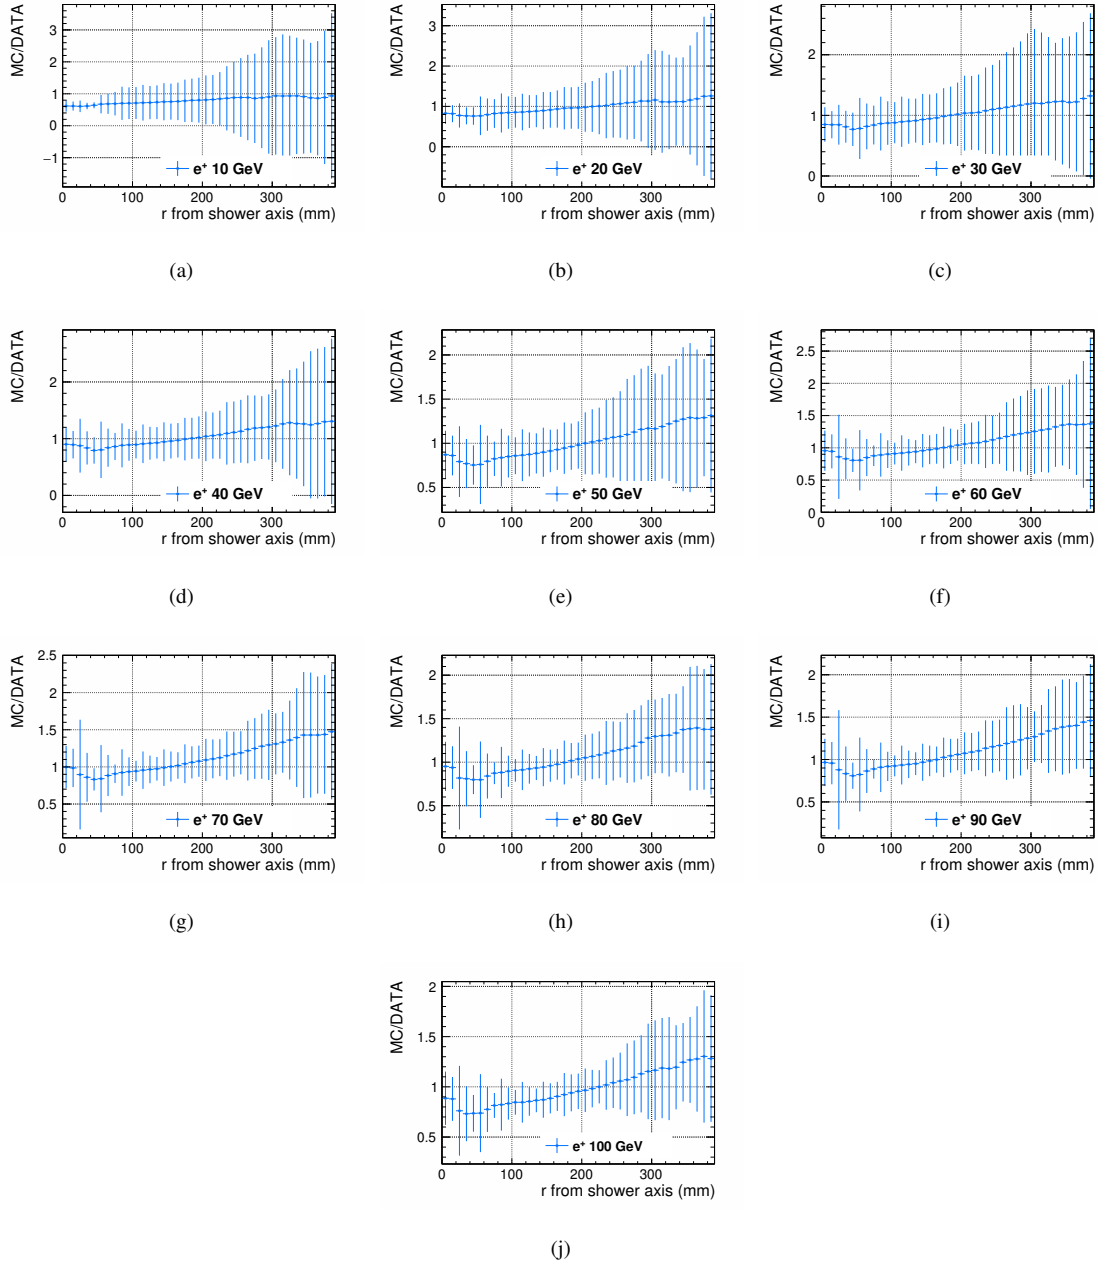 MC/DATA
3
2
1
0
−1
e⁺ 10 GeV
0 100 200 300
r from shower axis (mm)
(a)
MC/DATA
3
2
1
0
e⁺ 20 GeV
0 100 200 300
r from shower axis (mm)
(b)
MC/DATA
2
1
0
e⁺ 30 GeV
0 100 200 300
r from shower axis (mm)
(c)
MC/DATA
2
1
0
e⁺ 40 GeV
0 100 200 300
r from shower axis (mm)
(d)
MC/DATA
2
1.5
1
0.5
e⁺ 50 GeV
0 100 200 300
r from shower axis (mm)
(e)
MC/DATA
2.5
2
1.5
1
0.5
0
e⁺ 60 GeV
0 100 200 300
r from shower axis (mm)
(f)
MC/DATA
2.5
2
1.5
1
0.5
e⁺ 70 GeV
0 100 200 300
r from shower axis (mm)
(g)
MC/DATA
2
1.5
1
0.5
e⁺ 80 GeV
0 100 200 300
r from shower axis (mm)
(h)
MC/DATA
2
1.5
1
0.5
e⁺ 90 GeV
0 100 200 300
r from shower axis (mm)
(i)
MC/DATA
2
1.5
1
0.5
e⁺ 100 GeV
0 100 200 300
r from shower axis (mm)
(j)